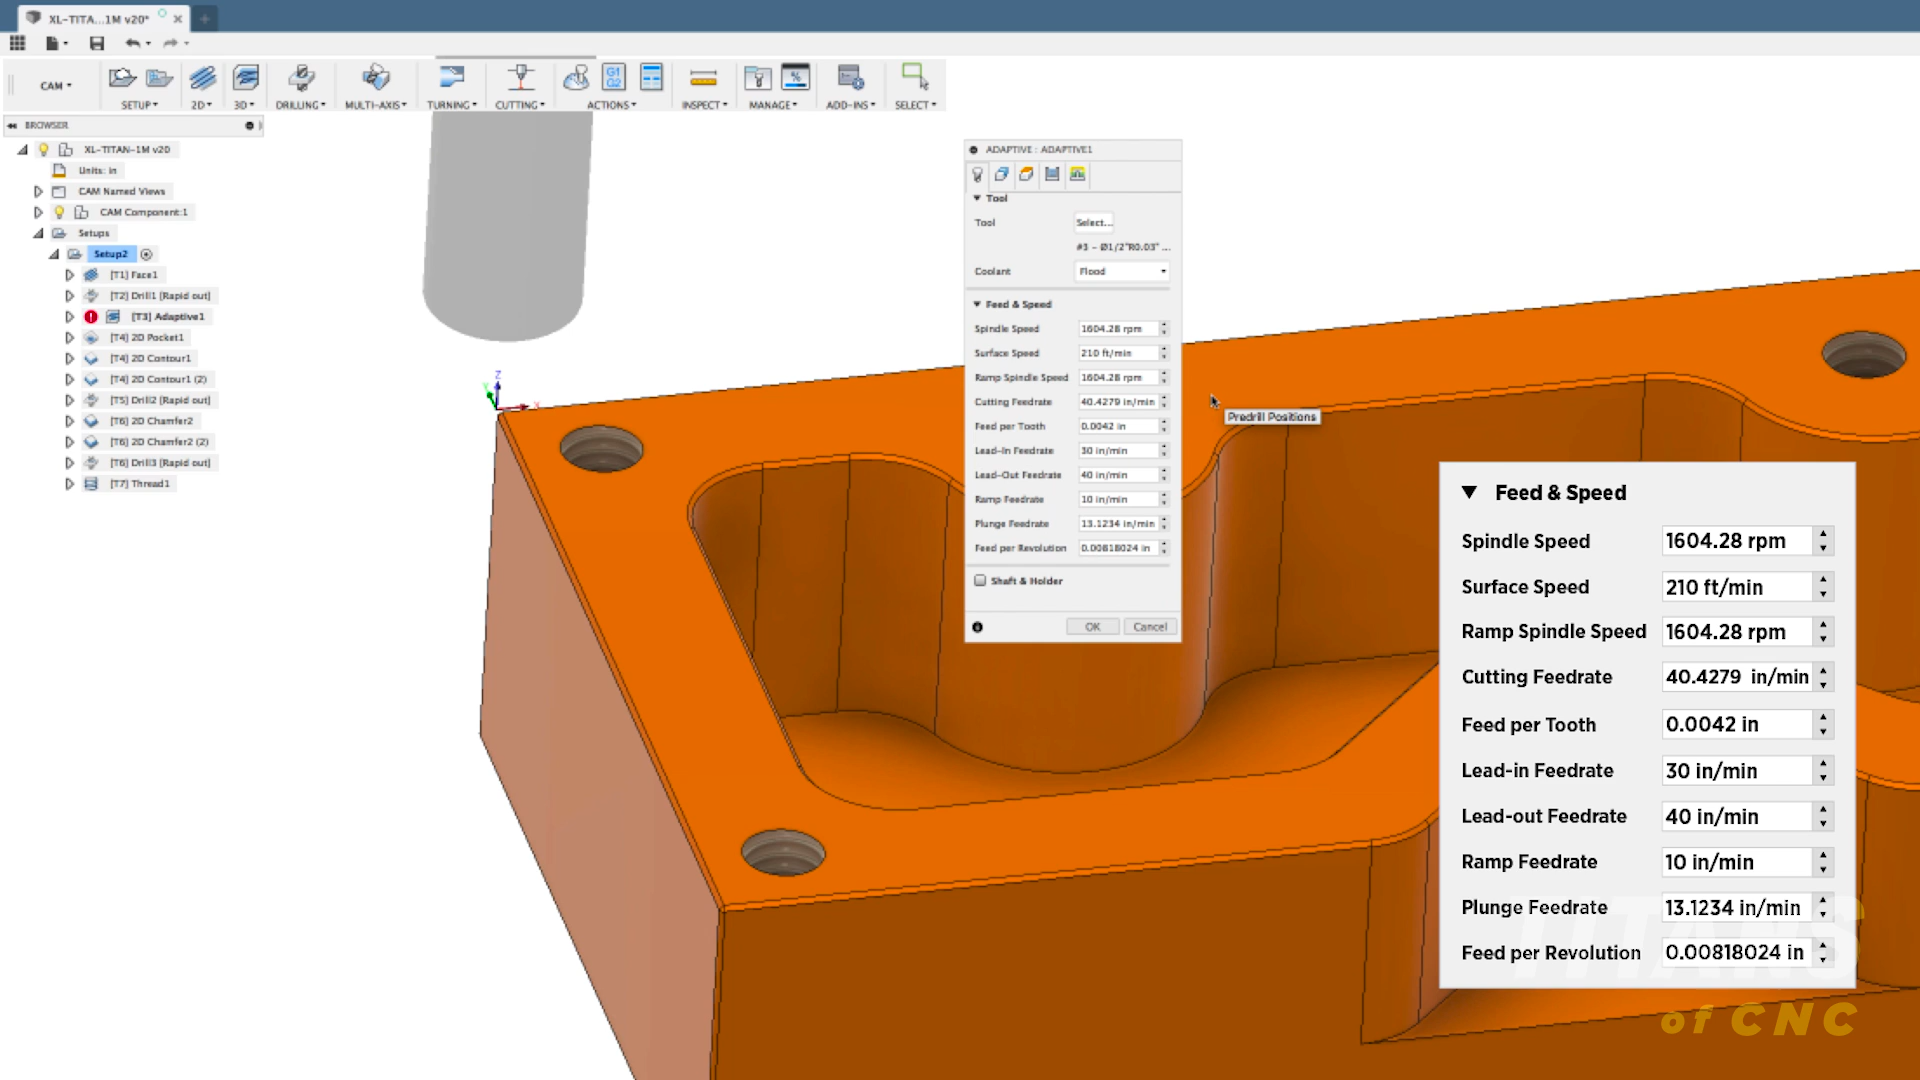 XL-TITA...1M v20*
CAM
SETUP
2D
3D
DRILLING
MULTI-AXIS
TURNING
CUTTING
G1
G2
ACTIONS
INSPECT
MANAGE
ADD-INS
SELECT
BROWSER
XL-TITAN-1M v20
Units: in
CAM Named Views
CAM Component:1
Setups
Setup2
[T1] Face1
[T2] Drill1 [Rapid out]
[T3] Adaptive1
[T4] 2D Pocket1
[T4] 2D Contour1
[T4] 2D Contour1 (2)
[T5] Drill2 [Rapid out]
[T6] 2D Chamfer2
[T6] 2D Chamfer2 (2)
[T6] Drill3 [Rapid out]
[T7] Thread1
Z
Y
X
ADAPTIVE : ADAPTIVE1
Tool
Tool Select...
#3 - Ø1/2"R0.03" ...
Coolant Flood
Feed & Speed
Spindle Speed 1604.28 rpm
Surface Speed 210 ft/min
Ramp Spindle Speed 1604.28 rpm
Cutting Feedrate 40.4279 in/min
Feed per Tooth 0.0042 in
Lead-In Feedrate 30 in/min
Lead-Out Feedrate 40 in/min
Ramp Feedrate 10 in/min
Plunge Feedrate 13.1234 in/min
Feed per Revolution 0.00818024 in
Shaft & Holder
OK Cancel
Predrill Positions
Feed & Speed
Spindle Speed 1604.28 rpm
Surface Speed 210 ft/min
Ramp Spindle Speed 1604.28 rpm
Cutting Feedrate 40.4279 in/min
Feed per Tooth 0.0042 in
Lead-in Feedrate 30 in/min
Lead-out Feedrate 40 in/min
Ramp Feedrate 10 in/min
Plunge Feedrate 13.1234 in/min
Feed per Revolution 0.00818024 in
TITANS
of CNC